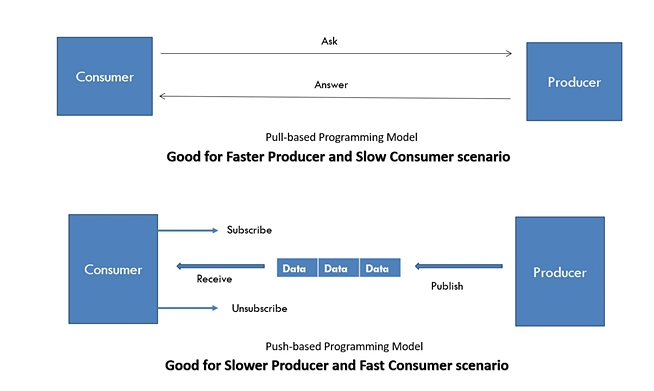 Ask
Consumer
Producer
Answer
Pull-based Programming Model
Good for Faster Producer and Slow Consumer scenario
Subscribe
Consumer
Data Data Data
Producer
Receive
Publish
Unsubscribe
Push-based Programming Model
Good for Slower Producer and Fast Consumer scenario